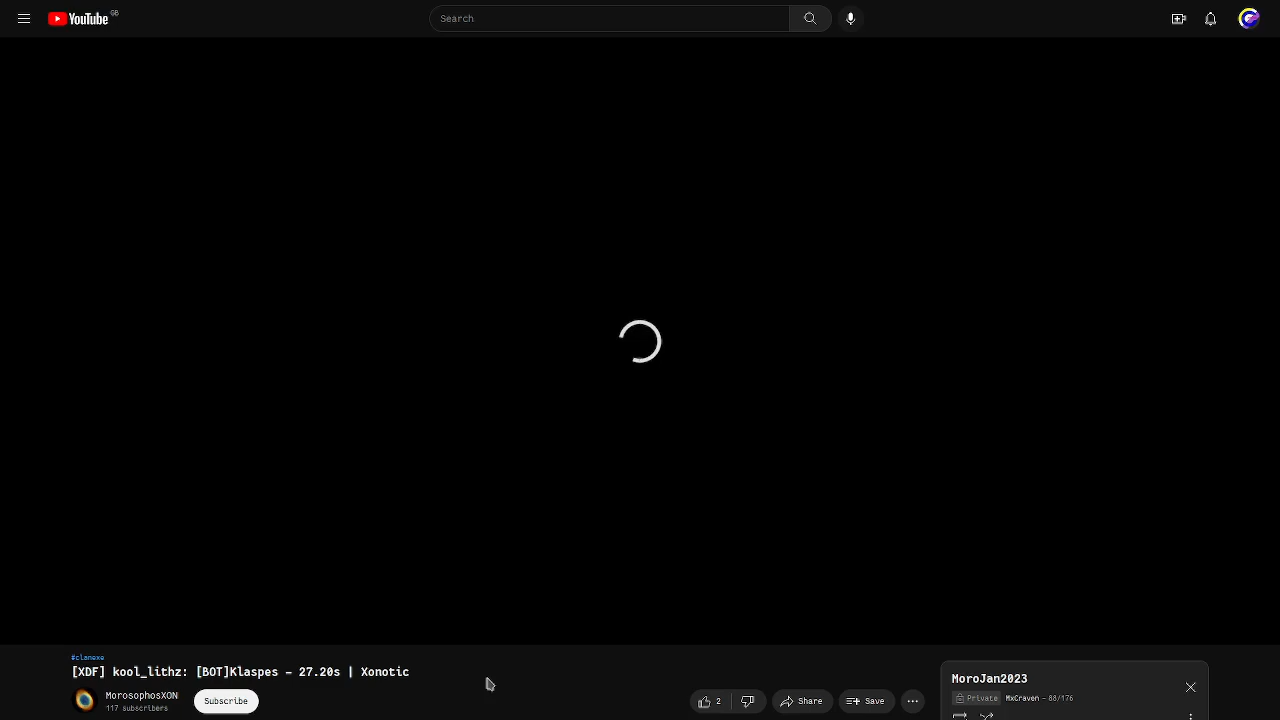 YouTube GB
Search
#clanexe
[XDF] kool_lithz: [BOT]Klaspes – 27.20s | Xonotic
MorosophosXON
117 subscribers
Subscribe
2
Share
Save
MoroJan2023
Private
MxCraven - 88/176